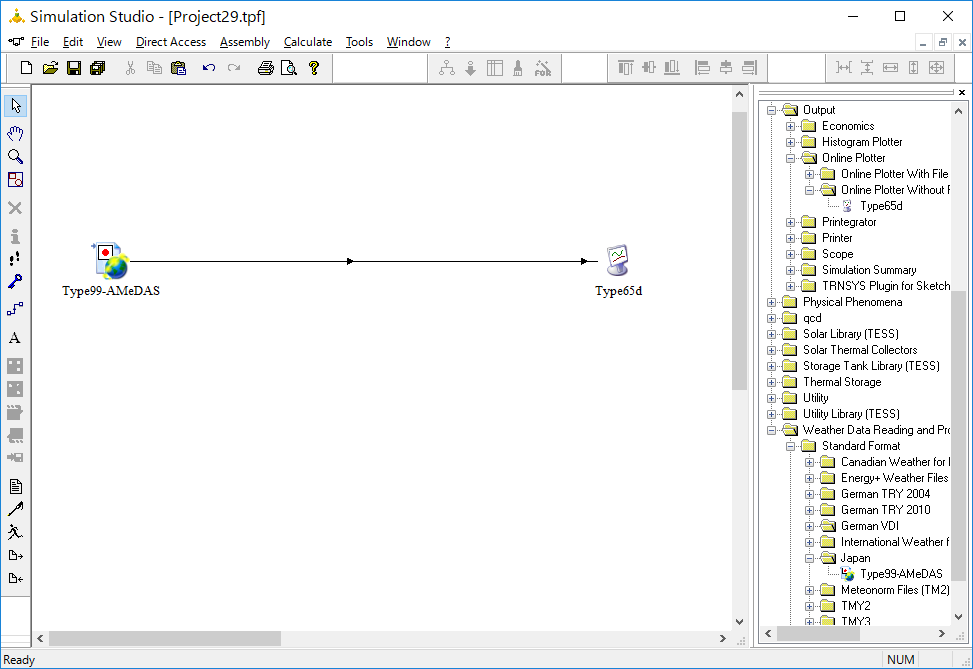 Simulation Studio - [Project29.tpf]
File Edit View Direct Access Assembly Calculate Tools Window ?
FOR
A
Type99-AMeDAS
Type65d
Output
Economics
Histogram Plotter
Online Plotter
Online Plotter With File
Online Plotter Without
Type65d
Printegrator
Printer
Scope
Simulation Summary
TRNSYS Plugin for Sketch
Physical Phenomena
qcd
Solar Library (TESS)
Solar Thermal Collectors
Storage Tank Library (TESS)
Thermal Storage
Utility
Utility Library (TESS)
Weather Data Reading and Pro
Standard Format
Canadian Weather for
Energy+ Weather Files
German TRY 2004
German TRY 2010
German VDI
International Weather f
Japan
Type99-AMeDAS
Meteonorm Files (TM2)
TMY2
TMY3
Ready
NUM